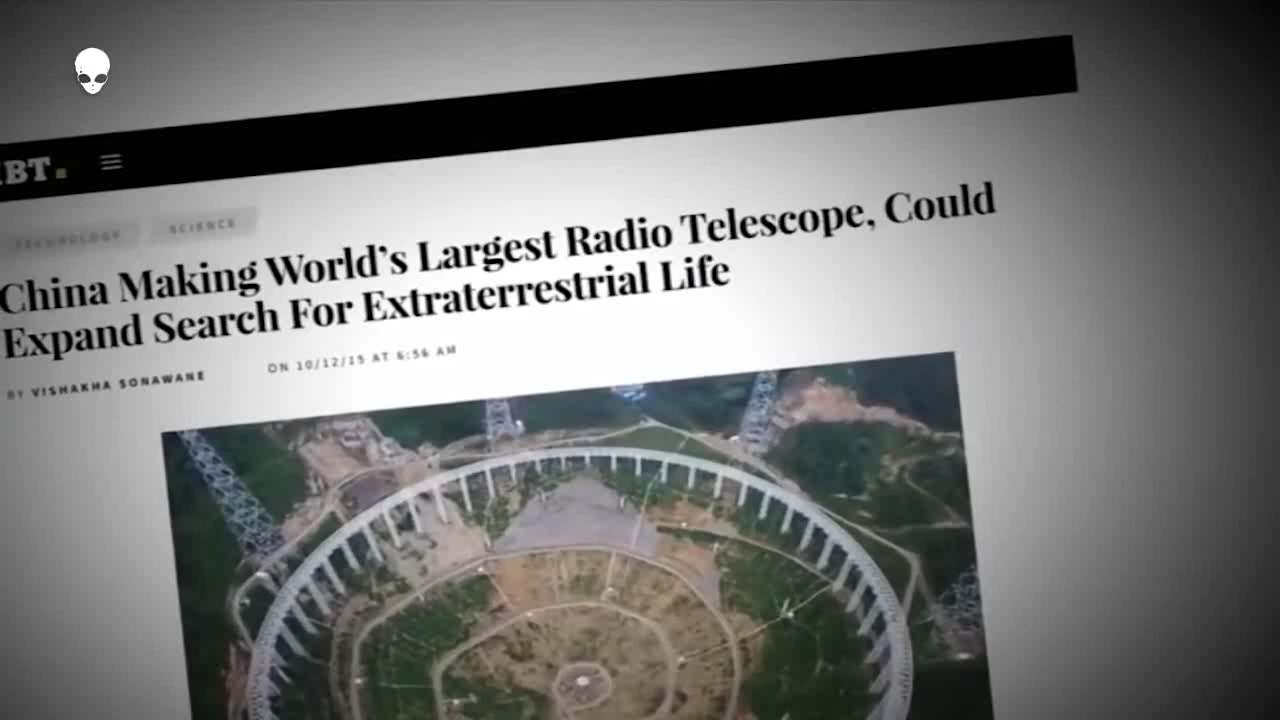 IBT.
TECHNOLOGY SCIENCE
China Making World's Largest Radio Telescope, Could
Expand Search For Extraterrestrial Life
BY VISHAKHA SONAWANE ON 10/12/15 AT 6:56 AM